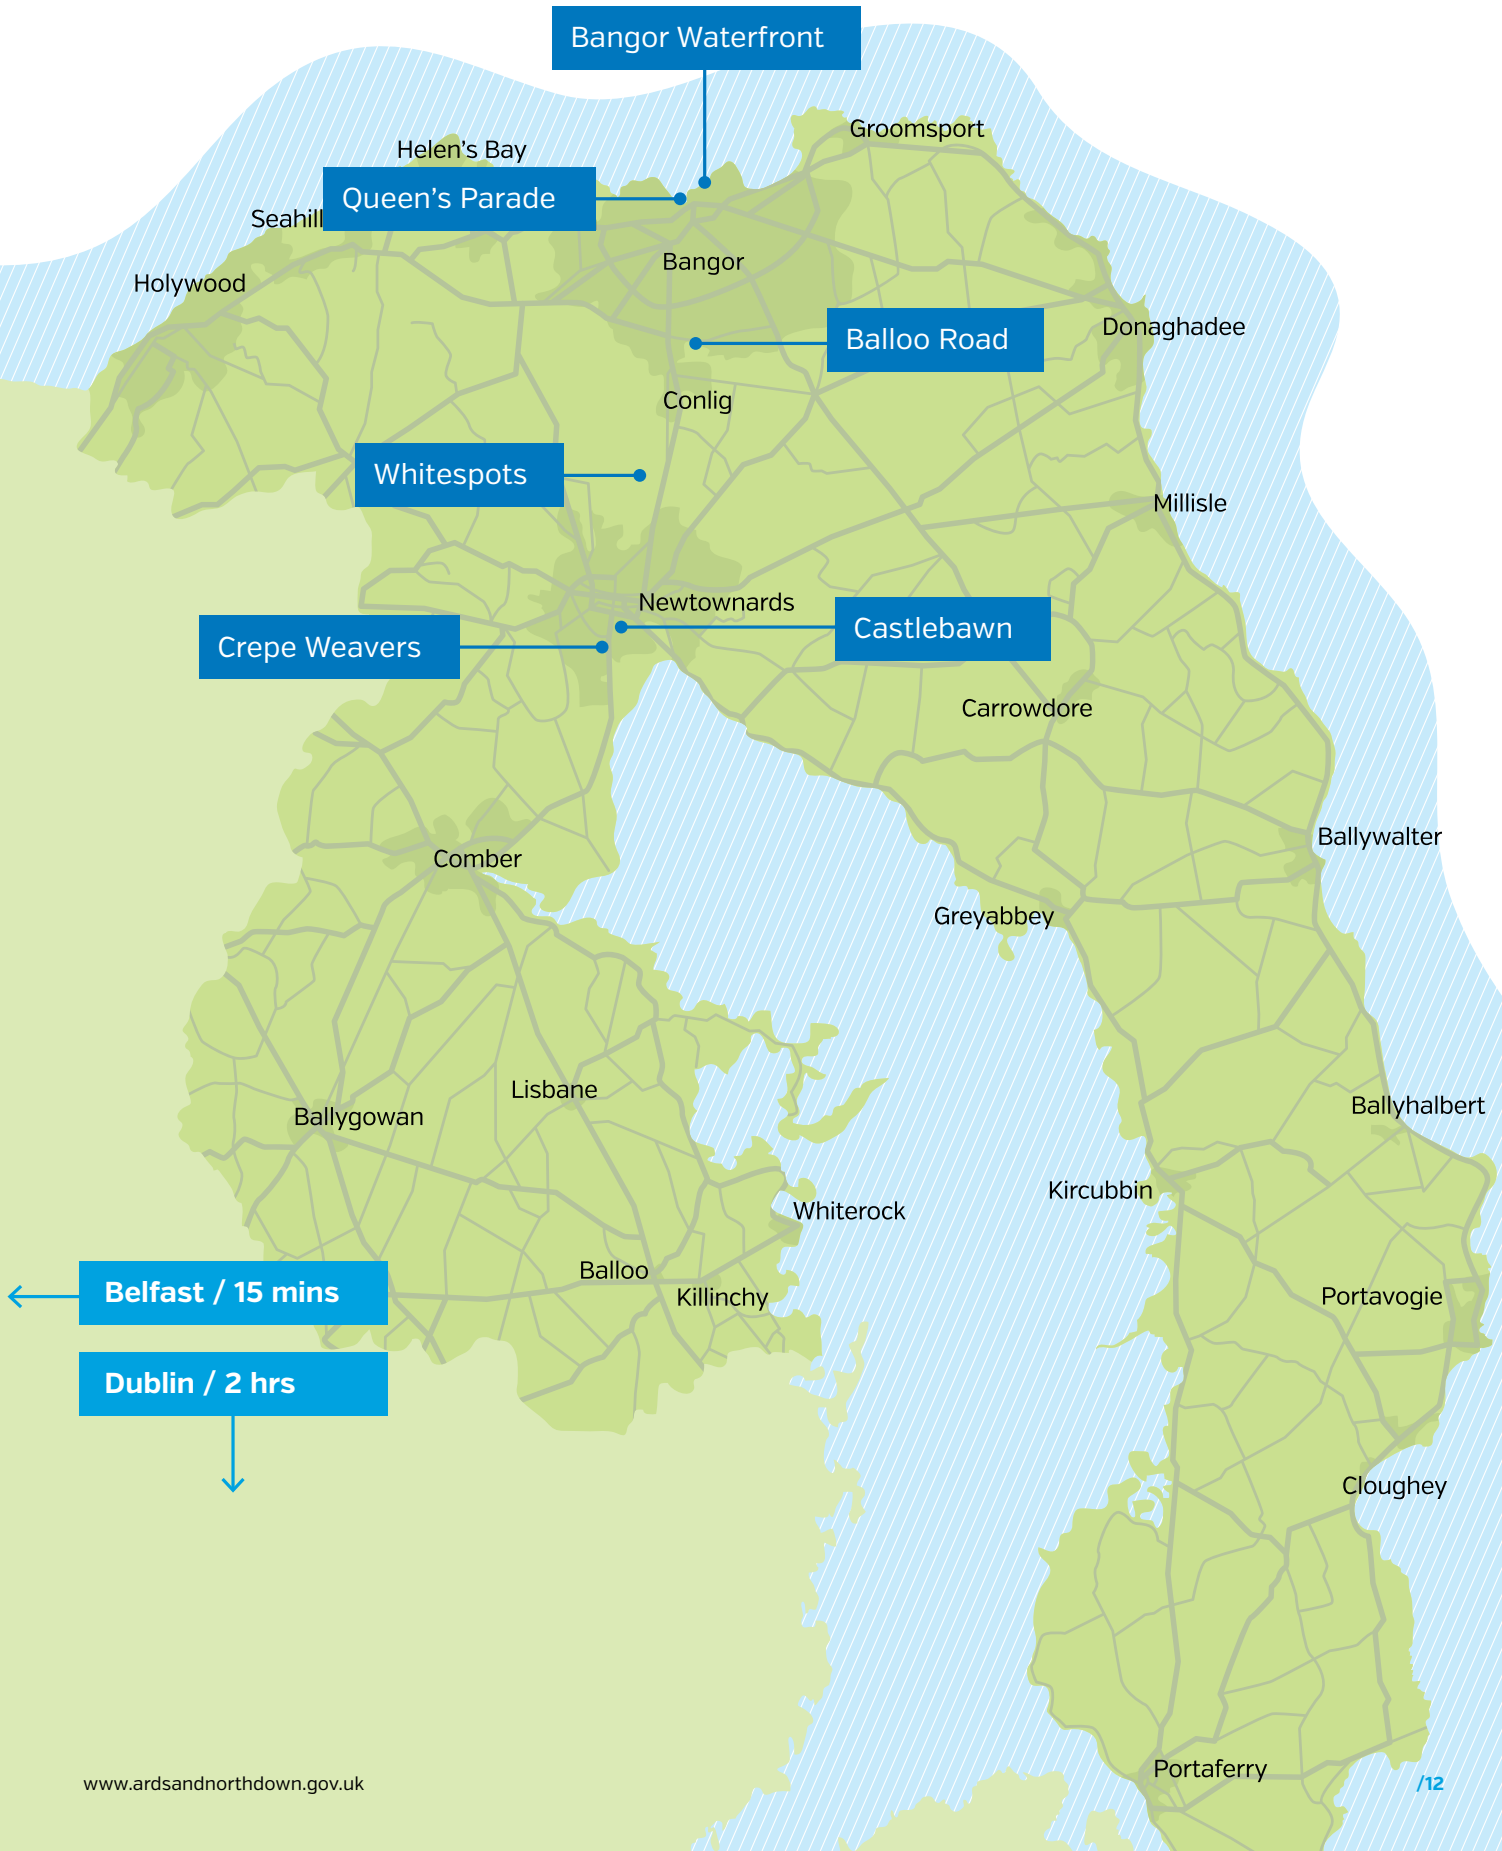 Bangor Waterfront
Groomsport
Helen's Bay
Queen's Parade
Seahill
Bangor
Holywood
Donaghadee
Balloo Road
Conlig
Whitespots
Millisle
Newtownards
Castlebawn
Crepe Weavers
Carrowdore
Ballywalter
Comber
Greyabbey
Lisbane
Ballyhalbert
Ballygowan
Kircubbin
Whiterock
Balloo
Belfast / 15 mins
Killinchy
Portavogie
Dublin / 2 hrs
Cloughey
Portaferry
www.ardsandnorthdown.gov.uk
/12